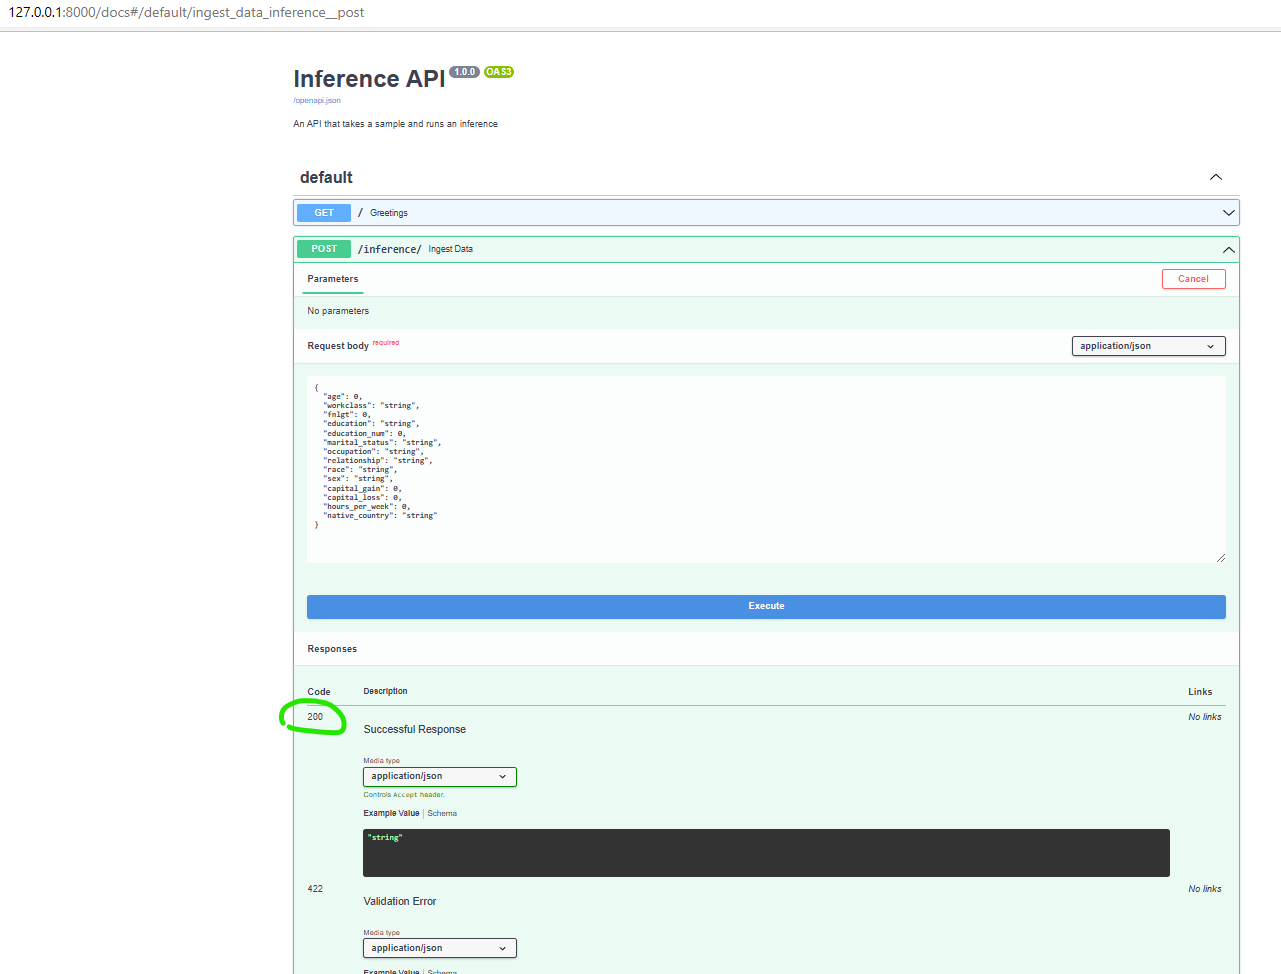 127.0.0.1:8000/docs#/default/ingest_data_inference__post
Inference API 1.0.0 OAS3
/openapi.json
An API that takes a sample and runs an inference
default
GET / Greetings
POST /inference/ Ingest Data
Parameters Cancel
No parameters
Request body required application/json
{
"age": 0,
"workclass": "string",
"fnlgt": 0,
"education": "string",
"education_num": 0,
"marital_status": "string",
"occupation": "string",
"relationship": "string",
"race": "string",
"sex": "string",
"capital_gain": 0,
"capital_loss": 0,
"hours_per_week": 0,
"native_country": "string"
}
Execute
Responses
Code Description Links
200 No links
Successful Response
Media type
application/json
Controls Accept header.
Example Value | Schema
"string"
422 No links
Validation Error
Media type
application/json
Example Value | Schema